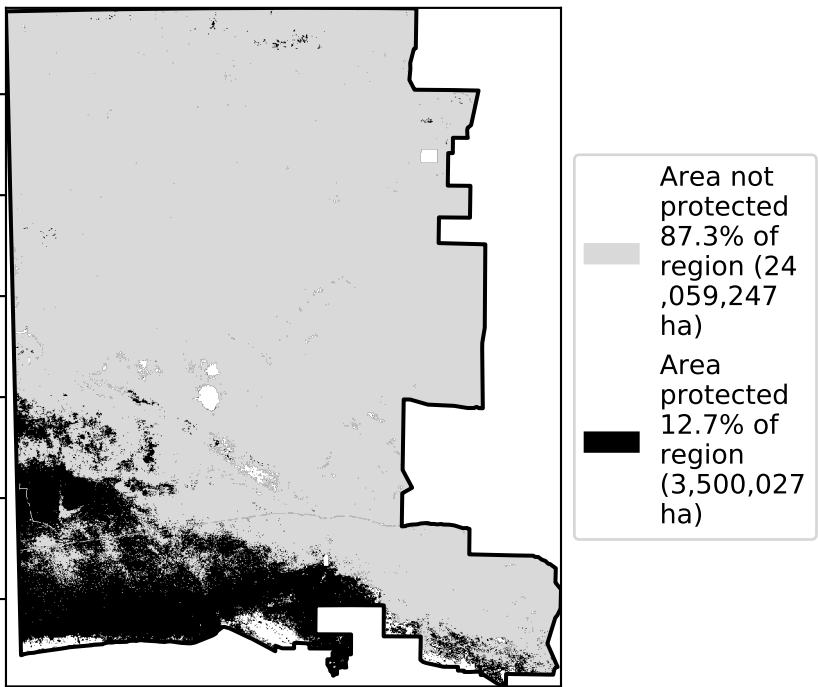 Area not
protected
87.3% of
region (24
,059,247
ha)
Area
protected
12.7% of
region
(3,500,027
ha)